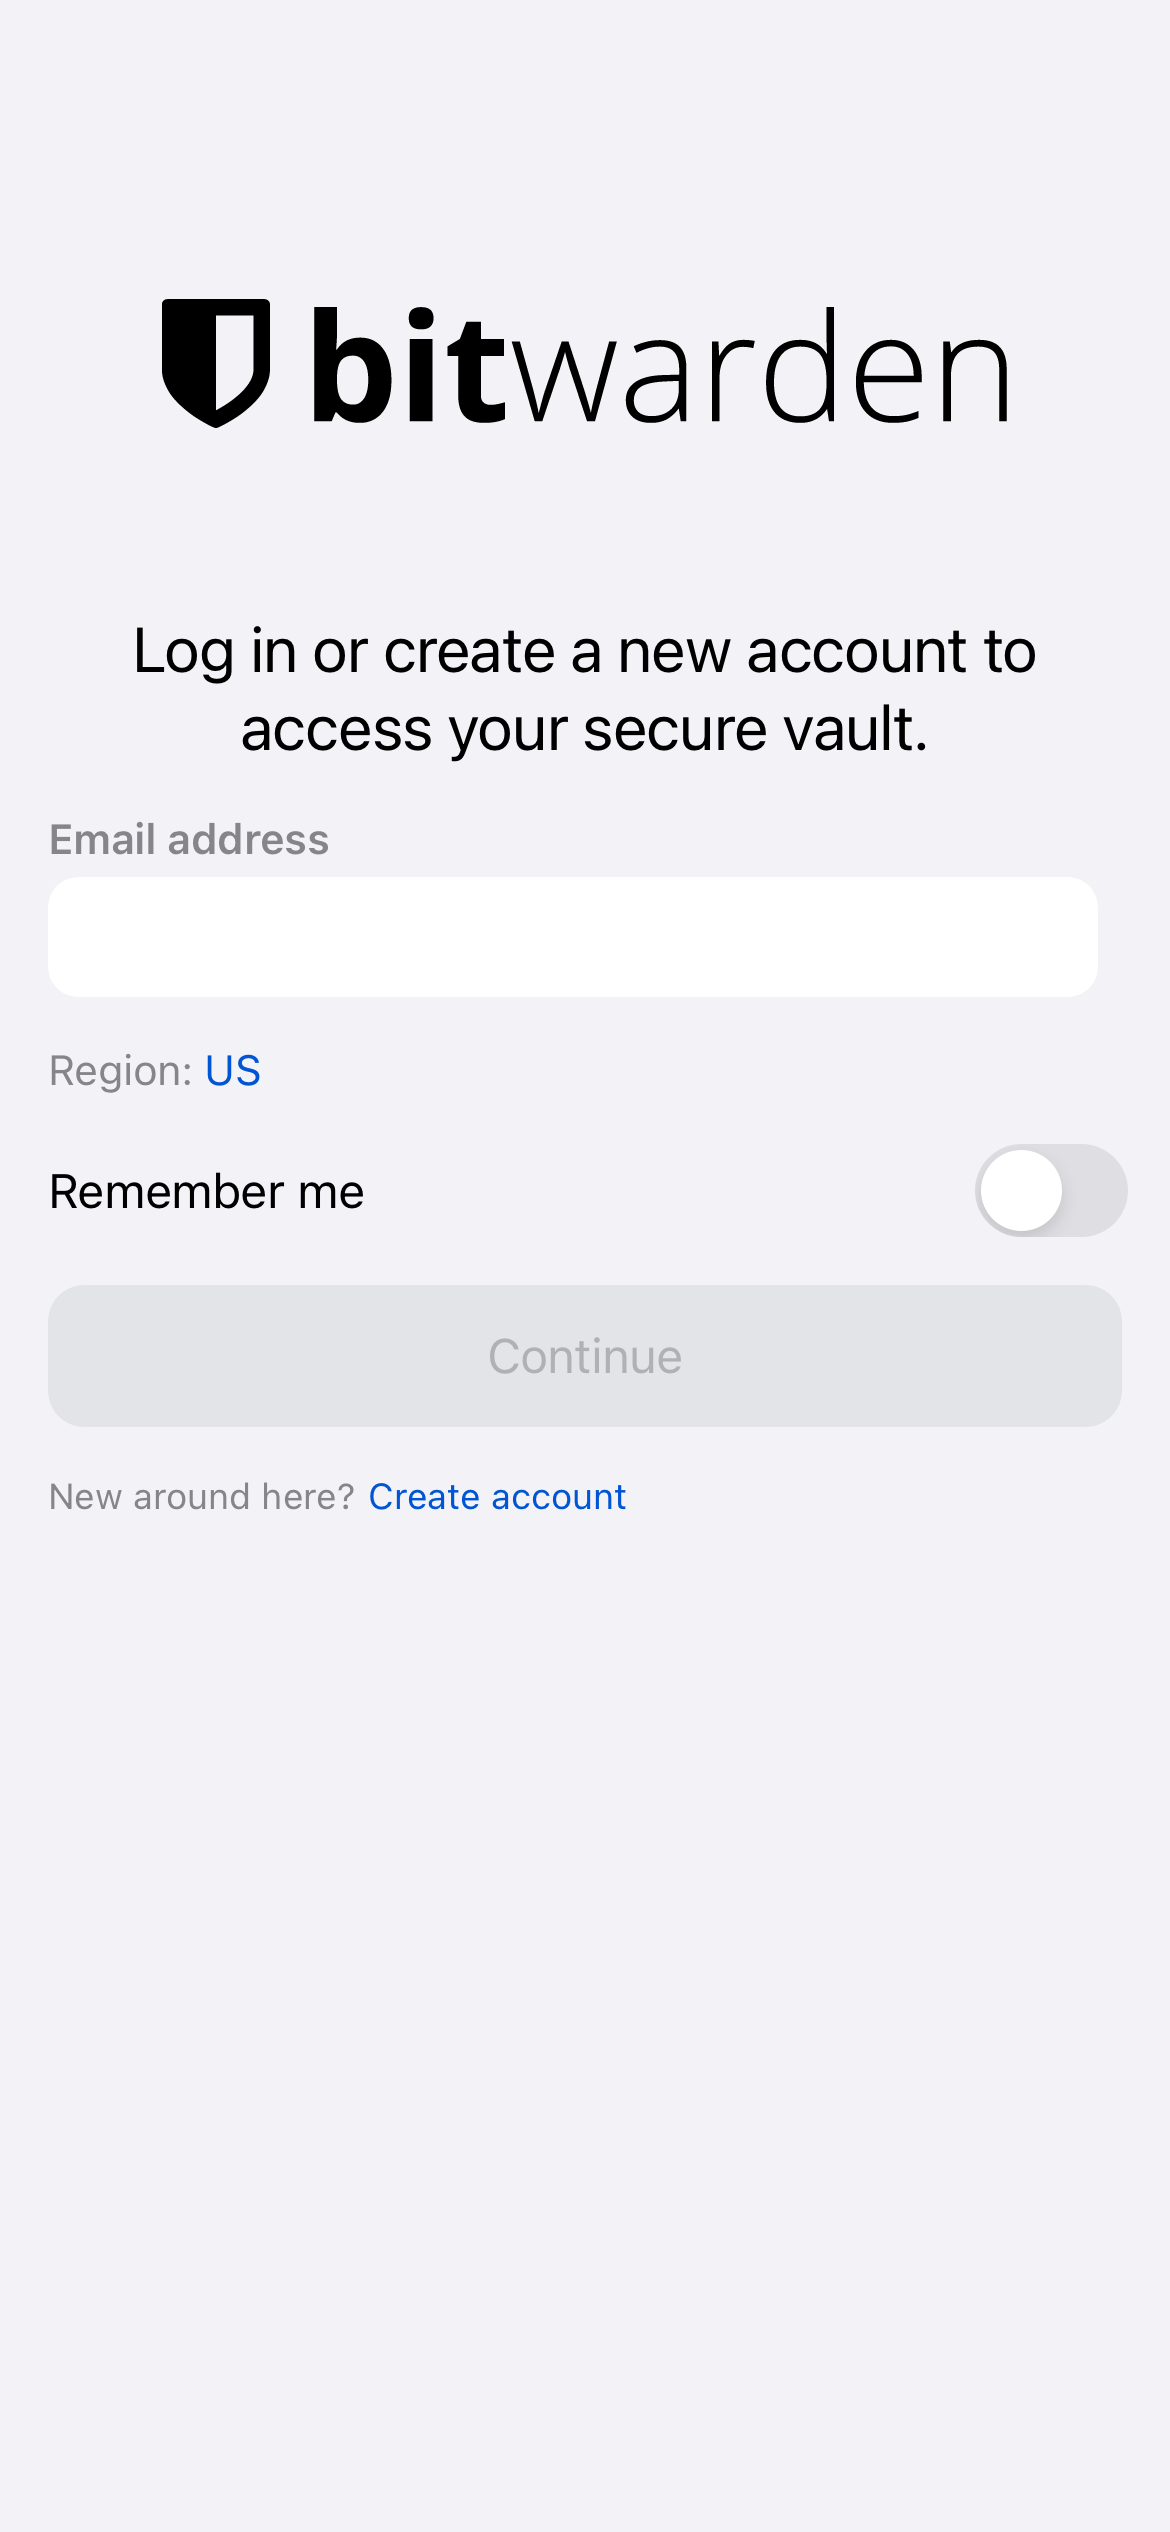 bitwarden
Log in or create a new account to
access your secure vault.
Email address
Region: US
Remember me
Continue
New around here? Create account